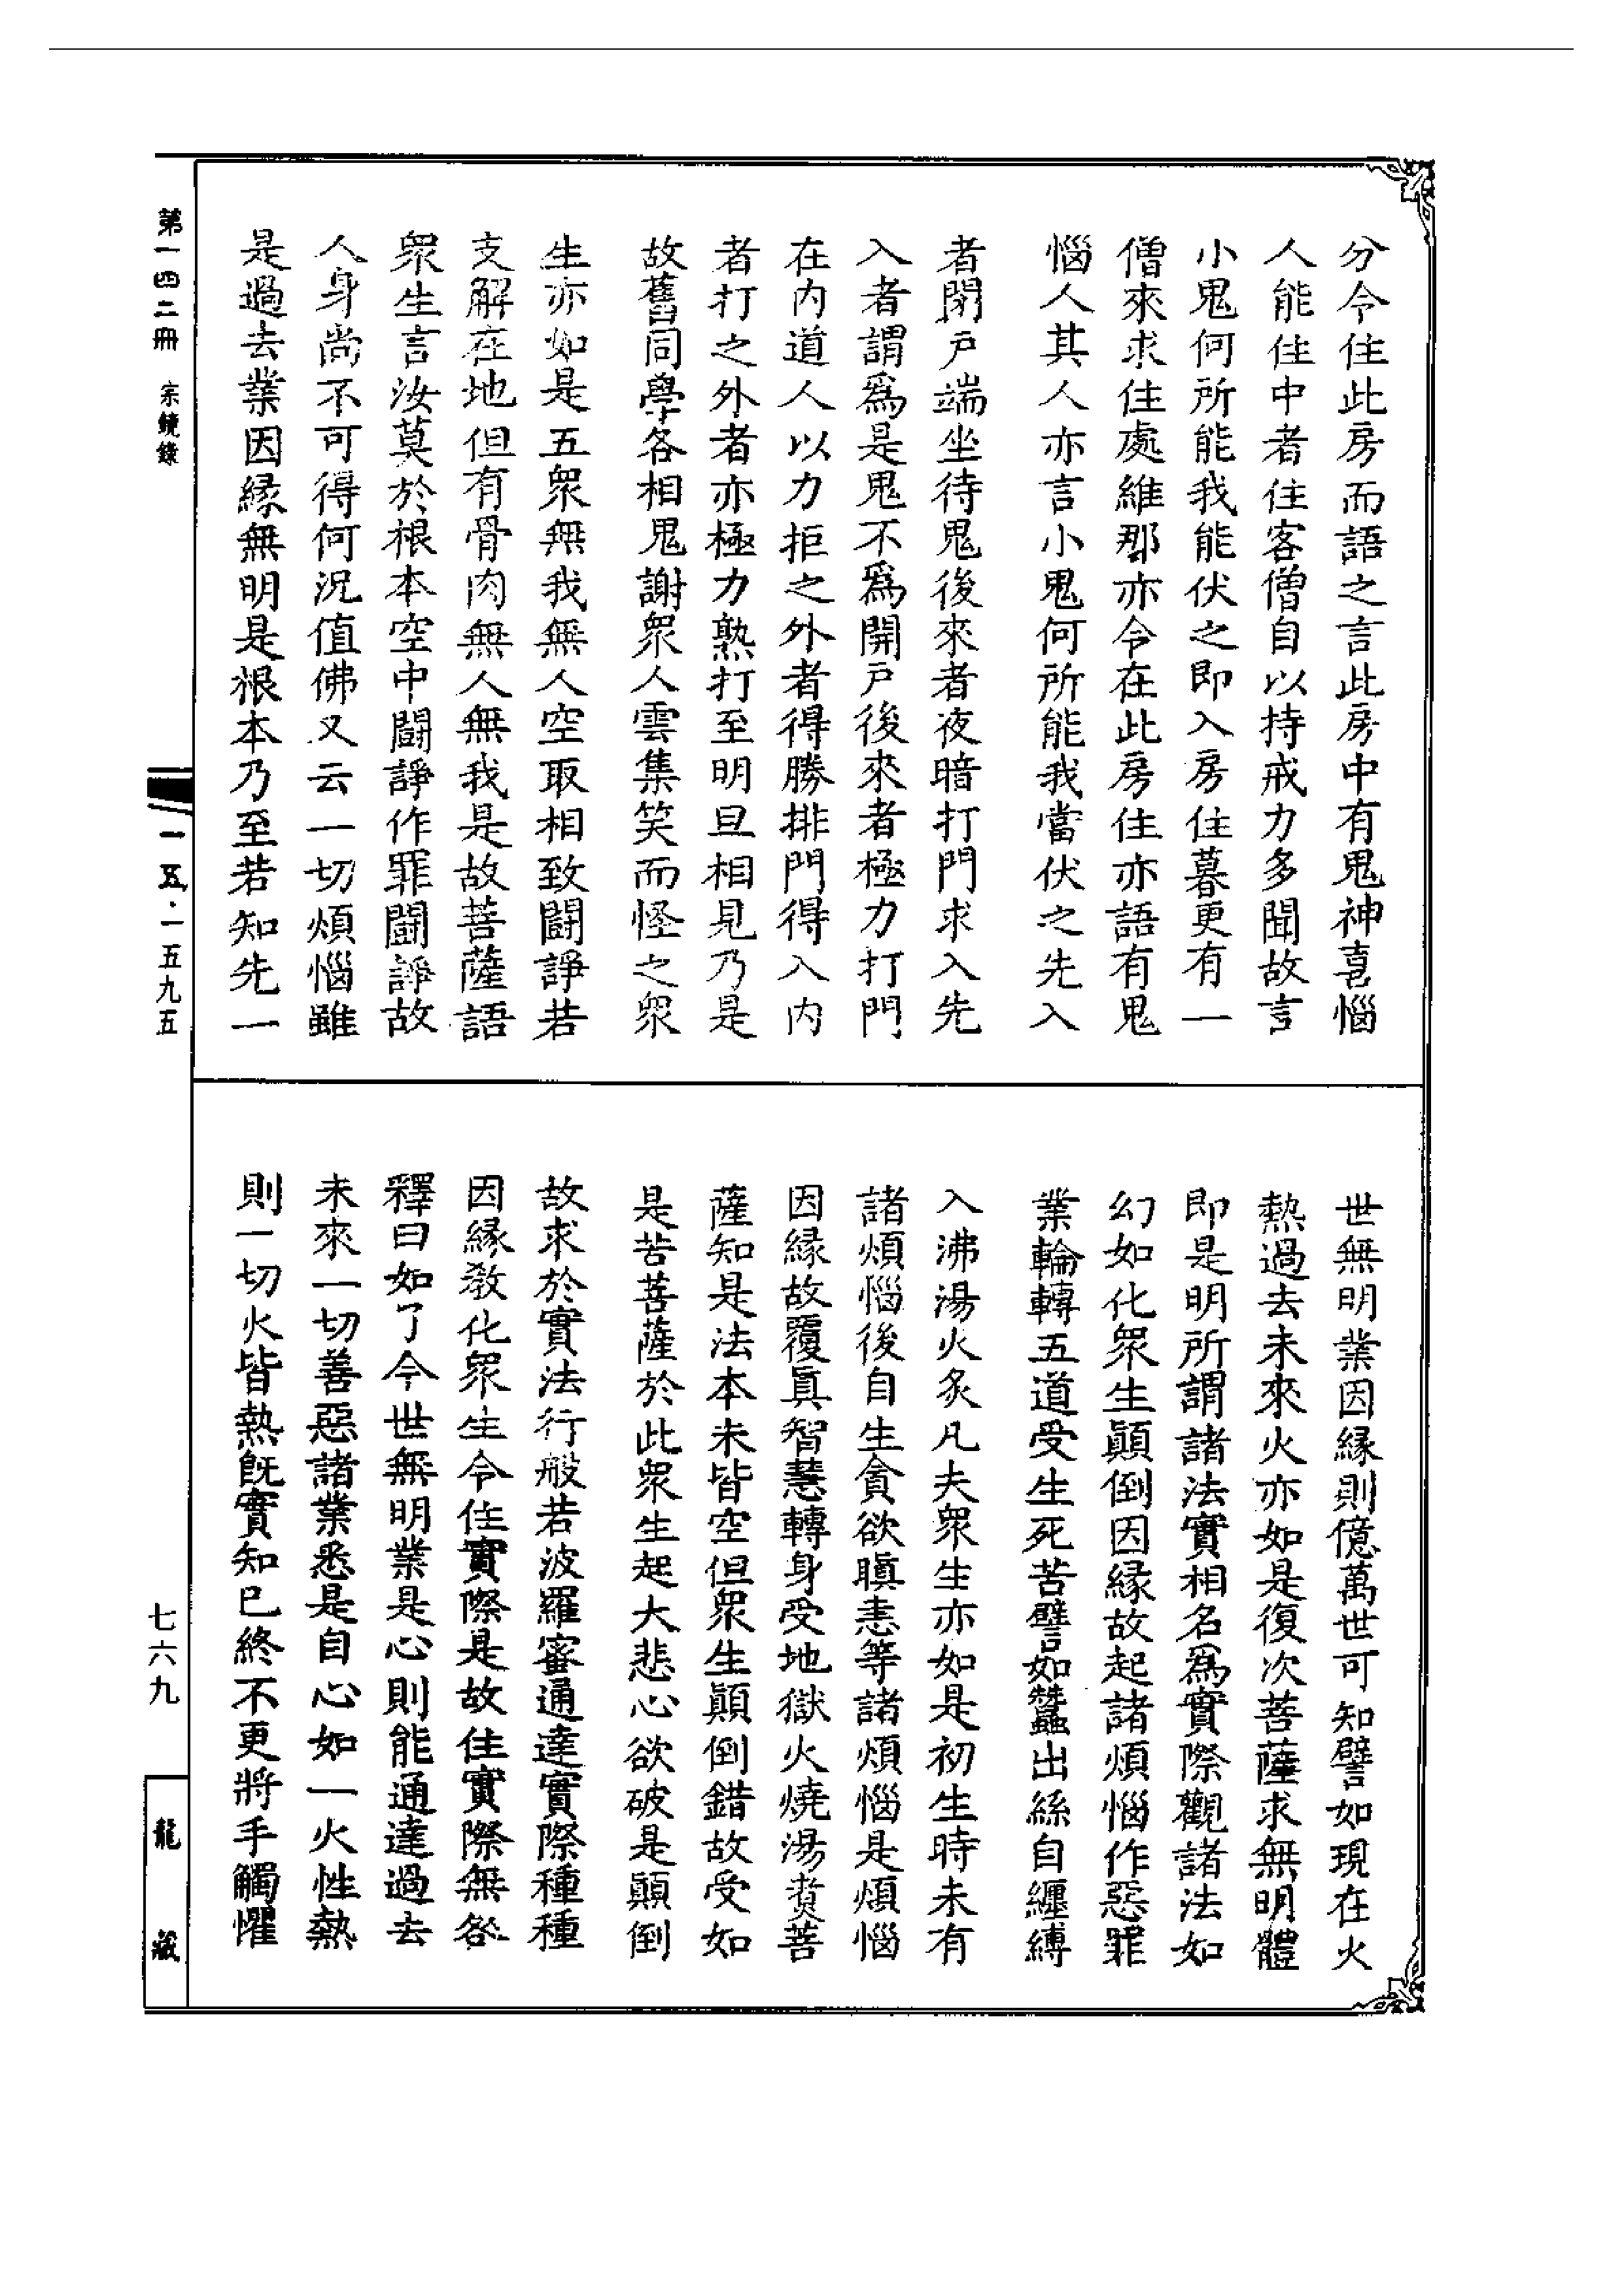 分令住此房而語之言此房中有鬼神喜惱
人能住中者住客僧自以持戒力多聞故言
小鬼何所能我能伏之即入房住暮更有一
僧來求住處維那亦令在此房住亦語有鬼
惱人其人亦言小鬼何所能我當伏之先入
者閉戶端坐待鬼後來者夜暗打門求入先
入者謂爲是鬼不爲開戶後來者極力打門
在內道人以力拒之外者得勝排門得入內
者打之外者亦極力熟打至明旦相見乃是
故舊同學各相鬼謝眾人雲集笑而怪之眾
生亦如是五眾無我無人空取相致鬪諍若
支解在地但有骨肉無人無我是故菩薩語
眾生言汝莫於根本空中鬪諍作罪鬪諍故
人身尚不可得何況值佛又云一切煩惱雖
是過去業因緣無明是根本乃至若知先一
世無明業因緣則億萬世可知譬如現在火
熱過去未來火亦如是復次菩薩求無明體
即是明所謂諸法實相名爲實際觀諸法如
幻如化眾生顛倒因緣故起諸煩惱作惡罪
業輪轉五道受生死苦譬如蠶出絲自纏縛
入沸湯火炙凡夫眾生亦如是初生時未有
諸煩惱後自生貪欲瞋恚等諸煩惱是煩惱
因緣故覆真智慧轉身受地獄火燒湯煑菩
薩知是法本末皆空但眾生顛倒錯故受如
是苦菩薩於此眾生起大悲心欲破是顛倒
故求於實法行般若波羅蜜通達實際種種
因緣教化眾生令住實際是故住實際無咎
釋曰如了今世無明業是心則能通達過去
未來一切善惡諸業悉是自心如一火性熱
則一切火皆熱旣實知已終不更將手觸懼
第一四二冊 宗鏡錄
一五·一五九五
七六九
龍藏